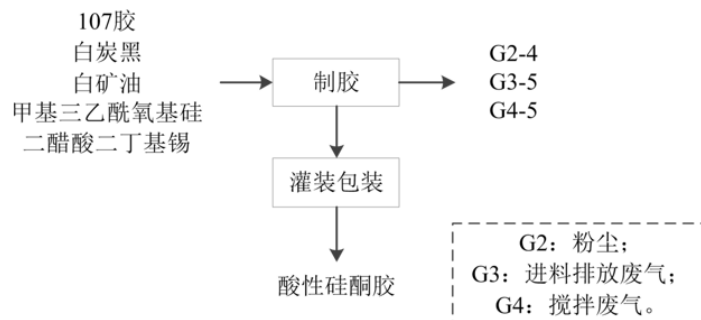 107胶
白炭黑
白矿油
甲基三乙酰氧基硅
二醋酸二丁基锡
制胶
G2-4
G3-5
G4-5
灌装包装
酸性硅酮胶
G2：粉尘；
G3：进料排放废气；
G4：搅拌废气。